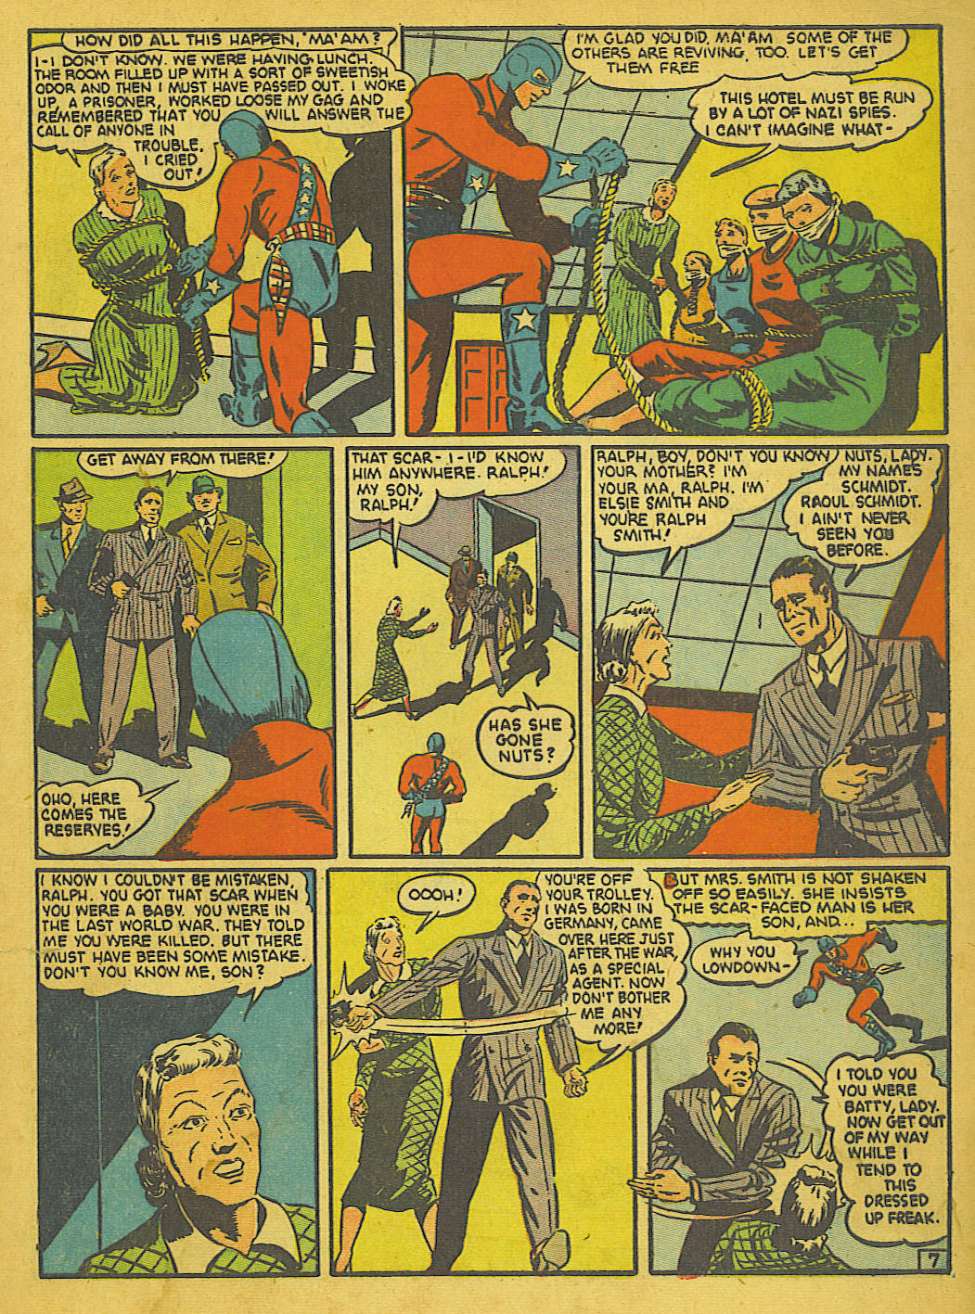 HOW DID ALL THIS HAPPEN, 'MA'AM?
I-I DON'T KNOW. WE WERE HAVING LUNCH.
THE ROOM FILLED UP WITH A SORT OF SWEETISH
ODOR AND THEN I MUST HAVE PASSED OUT. I WOKE
UP, A PRISONER, WORKED LOOSE MY GAG AND
REMEMBERED THAT YOU WILL ANSWER THE
CALL OF ANYONE IN
TROUBLE.
I CRIED
OUT!
I'M GLAD YOU DID, MA'AM SOME OF THE
OTHERS ARE REVIVING, TOO. LET'S GET
THEM FREE
THIS HOTEL MUST BE RUN
BY A LOT OF NAZI SPIES.
I CAN'T IMAGINE WHAT-
GET AWAY FROM THERE!
OHO, HERE
COMES THE
RESERVES!
THAT SCAR- I-I'D KNOW
HIM ANYWHERE. RALPH!
MY SON,
RALPH!
HAS SHE
GONE
NUTS?
RALPH, BOY, DON'T YOU KNOW
YOUR MOTHER? I'M
YOUR MA, RALPH. I'M
ELSIE SMITH AND
YOU'RE RALPH
SMITH!
NUTS, LADY.
MY NAME'S
SCHMIDT.
RAOUL SCHMIDT.
I AIN'T NEVER
SEEN YOU
BEFORE.
I KNOW I COULDN'T BE MISTAKEN,
RALPH. YOU GOT THAT SCAR WHEN
YOU WERE A BABY. YOU WERE IN
THE LAST WORLD WAR. THEY TOLD
ME YOU WERE KILLED. BUT THERE
MUST HAVE BEEN SOME MISTAKE.
DON'T YOU KNOW ME, SON?
OOOH!
YOU'RE OFF
YOUR TROLLEY.
I WAS BORN IN
GERMANY, CAME
OVER HERE JUST
AFTER THE WAR,
AS A SPECIAL
AGENT. NOW
DON'T BOTHER
ME ANY
MORE!
BUT MRS. SMITH IS NOT SHAKEN
OFF SO EASILY. SHE INSISTS
THE SCAR-FACED MAN IS HER
SON, AND...
WHY YOU
LOWDOWN-
I TOLD YOU
YOU WERE
BATTY, LADY.
NOW GET OUT
OF MY WAY
WHILE I
TEND TO
THIS
DRESSED
UP FREAK.
7